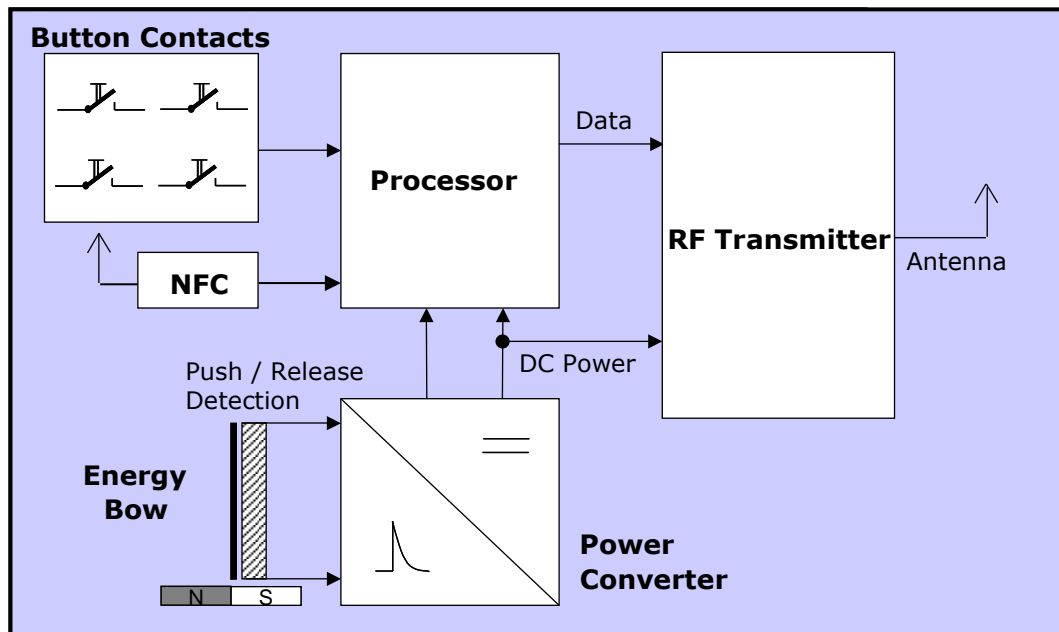 Button Contacts
Data
Processor
RF Transmitter
Antenna
NFC
DC Power
Push / Release
Detection
Energy
Bow
Power
Converter
N S